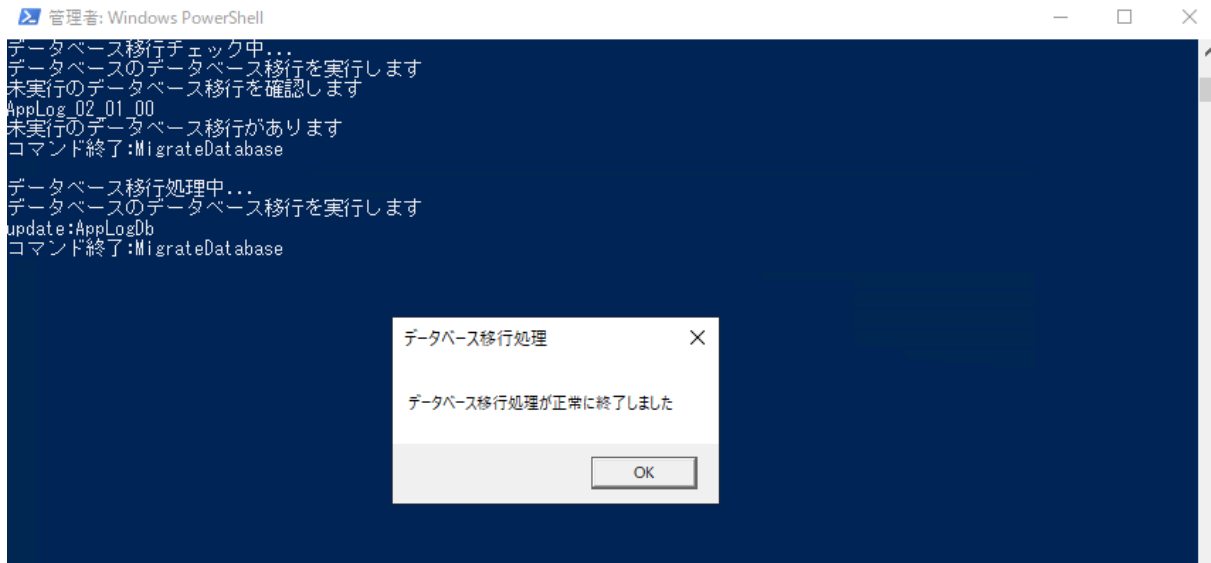 管理者: Windows PowerShell
データベース移行チェック中...
データベースのデータベース移行を実行します
未実行のデータベース移行を確認します
AppLog_02_01_00
未実行のデータベース移行があります
コマンド終了:MigrateDatabase
データベース移行処理中...
データベースのデータベース移行を実行します
update:AppLogDb
コマンド終了:MigrateDatabase
データベース移行処理
データベース移行処理が正常に終了しました
OK